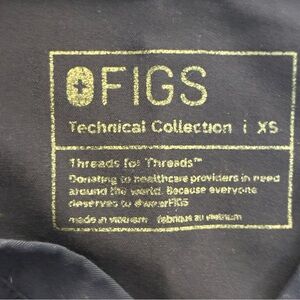 FIGS
Technical Collection | XS
Threads for Threads™
Donating to healthcare providers in need
around the world. Because everyone
deserves to #wearFIGS
made in vietnam fabriqué au vietnam